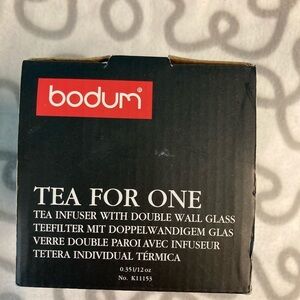 bodum®
TEA FOR ONE
TEA INFUSER WITH DOUBLE WALL GLASS
TEEFILTER MIT DOPPELWANDIGEM GLAS
VERRE DOUBLE PAROI AVEC INFUSEUR
TETERA INDIVIDUAL TÉRMICA
0.35 l/12 oz
No. K11153